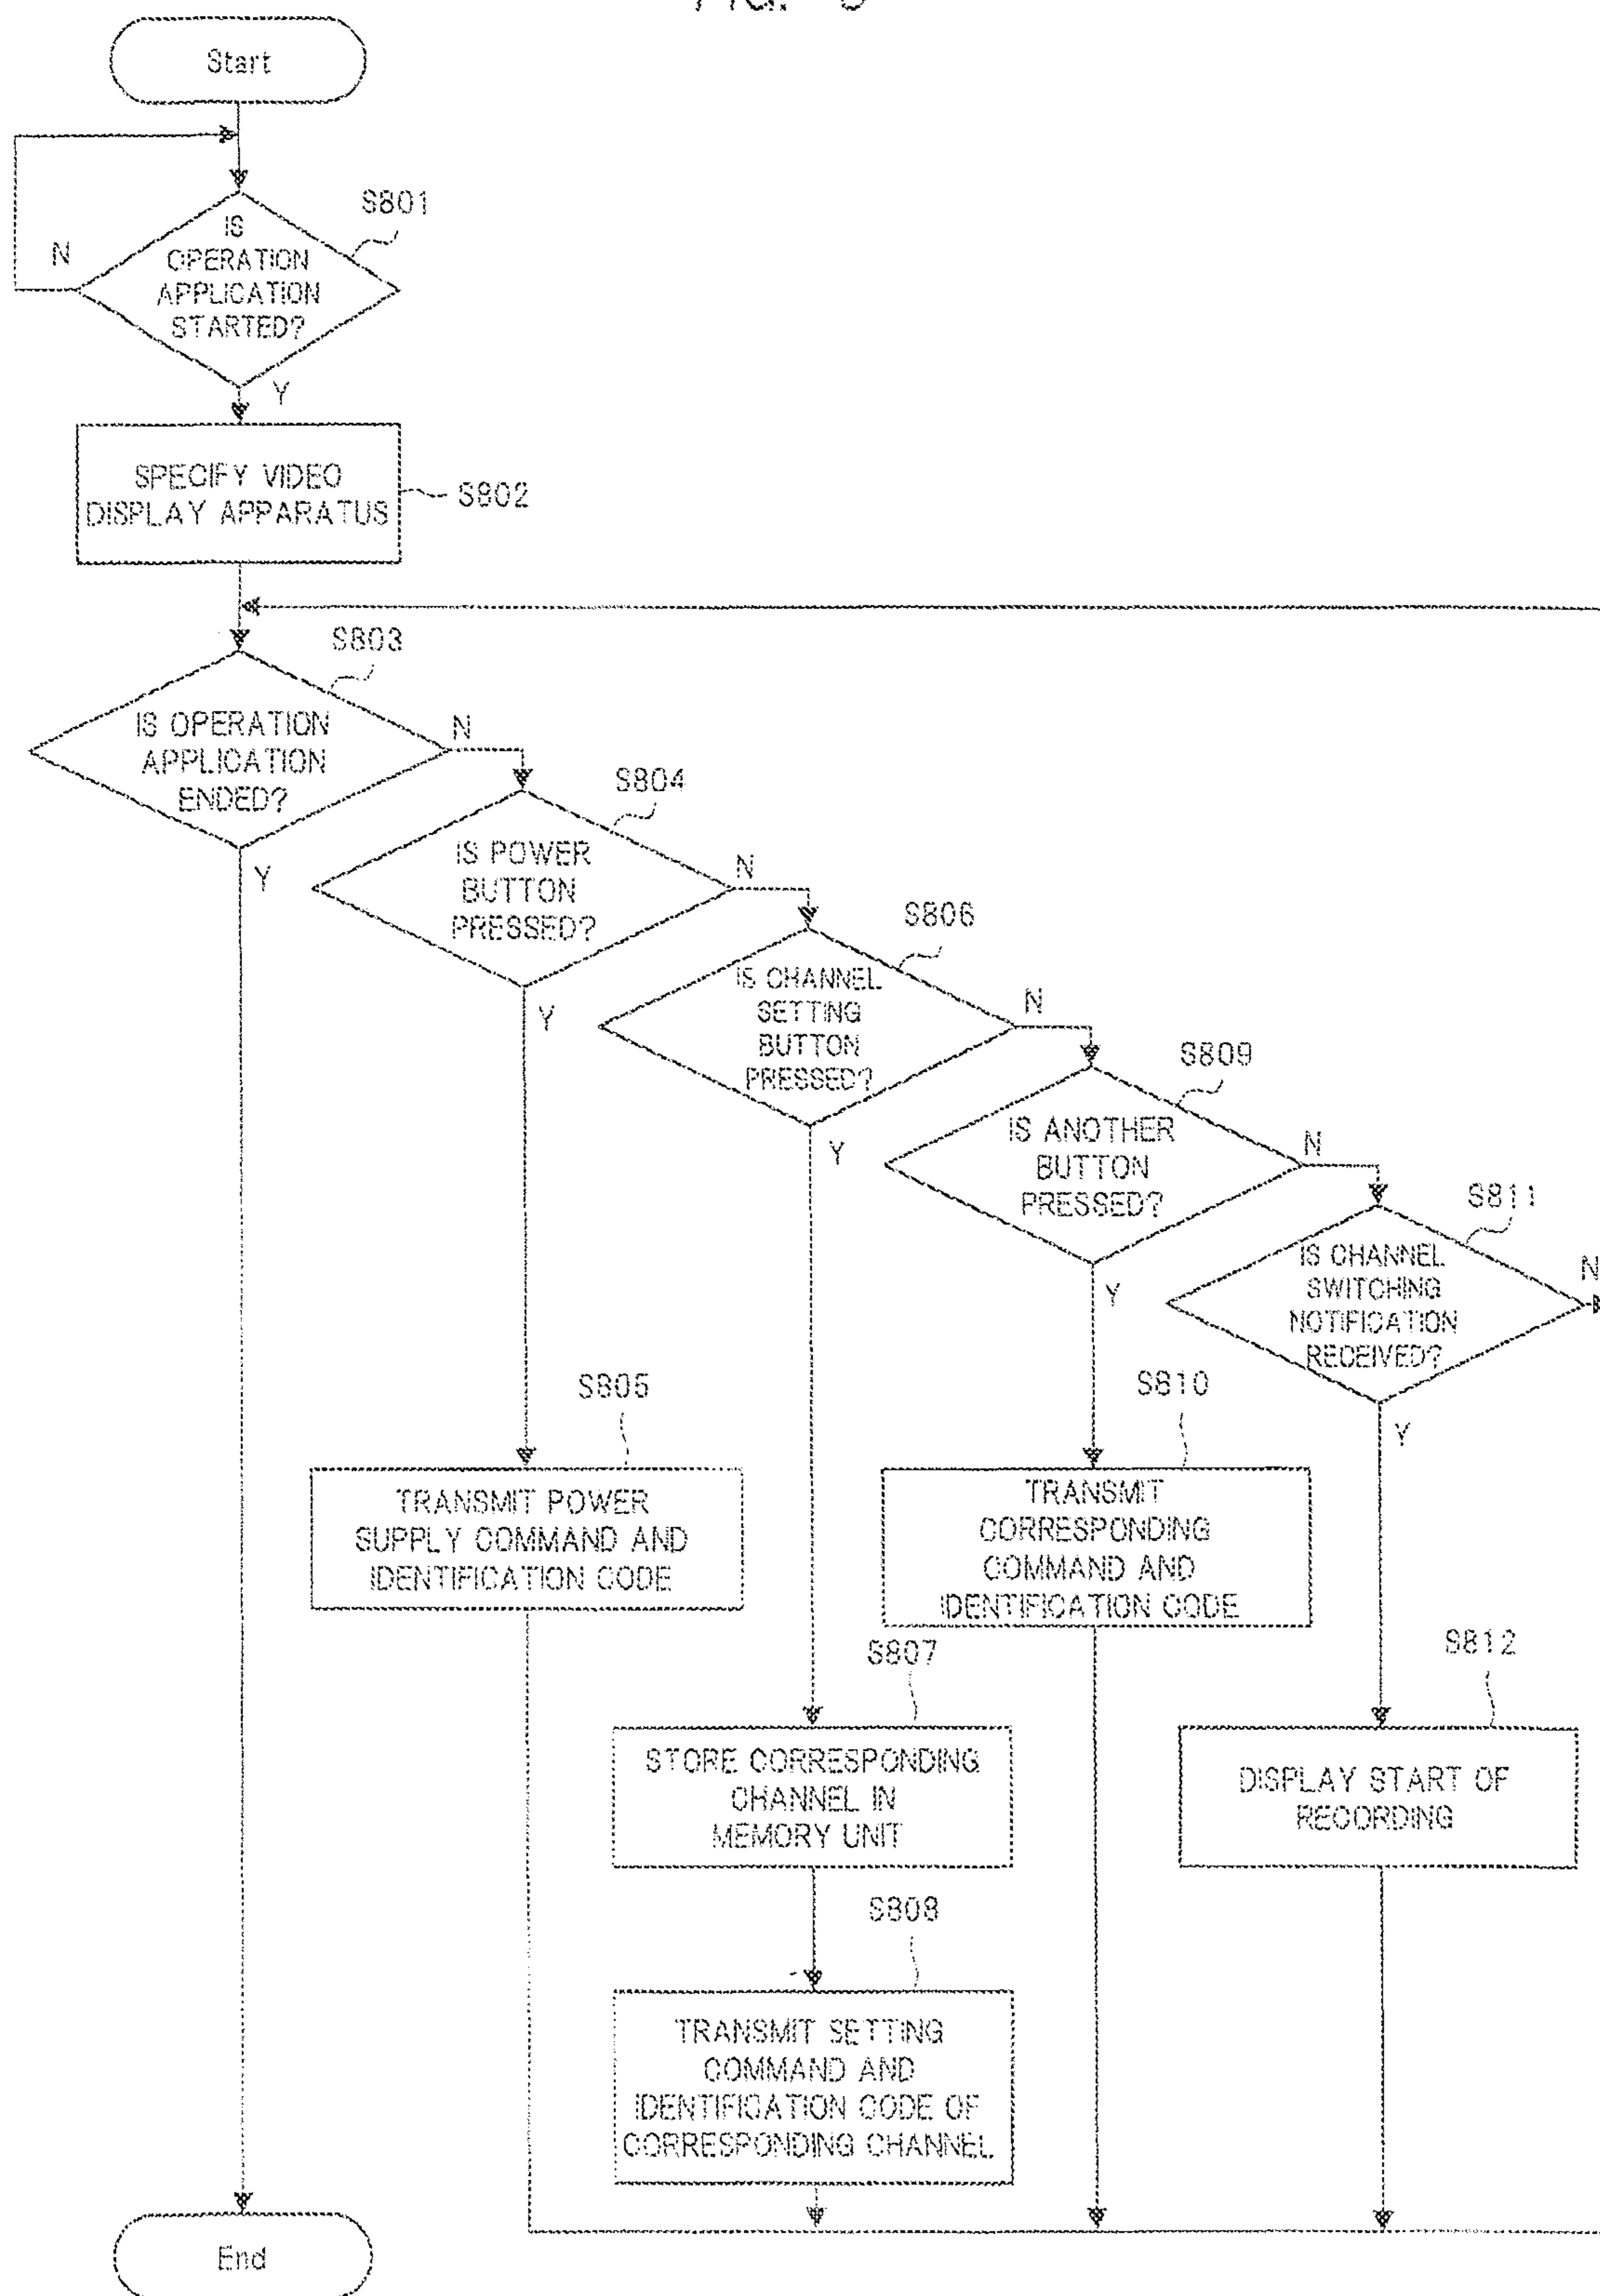 Start
S801
N
IS
OPERATION
APPLICATION
STARTED?
Y
SPECIFY VIDEO
DISPLAY APPARATUS
S802
S803
IS OPERATION
APPLICATION
ENDED?
N
Y
S804
IS POWER
BUTTON
PRESSED?
N
Y
S806
IS CHANNEL
SETTING
BUTTON
PRESSED?
N
Y
S809
IS ANOTHER
BUTTON
PRESSED?
N
Y
S811
IS CHANNEL
SWITCHING
NOTIFICATION
RECEIVED?
N
Y
S805
TRANSMIT POWER
SUPPLY COMMAND AND
IDENTIFICATION CODE
S810
TRANSMIT
CORRESPONDING
COMMAND AND
IDENTIFICATION CODE
S807
STORE CORRESPONDING
CHANNEL IN
MEMORY UNIT
S812
DISPLAY START OF
RECORDING
S808
TRANSMIT SETTING
COMMAND AND
IDENTIFICATION CODE OF
CORRESPONDING CHANNEL
End